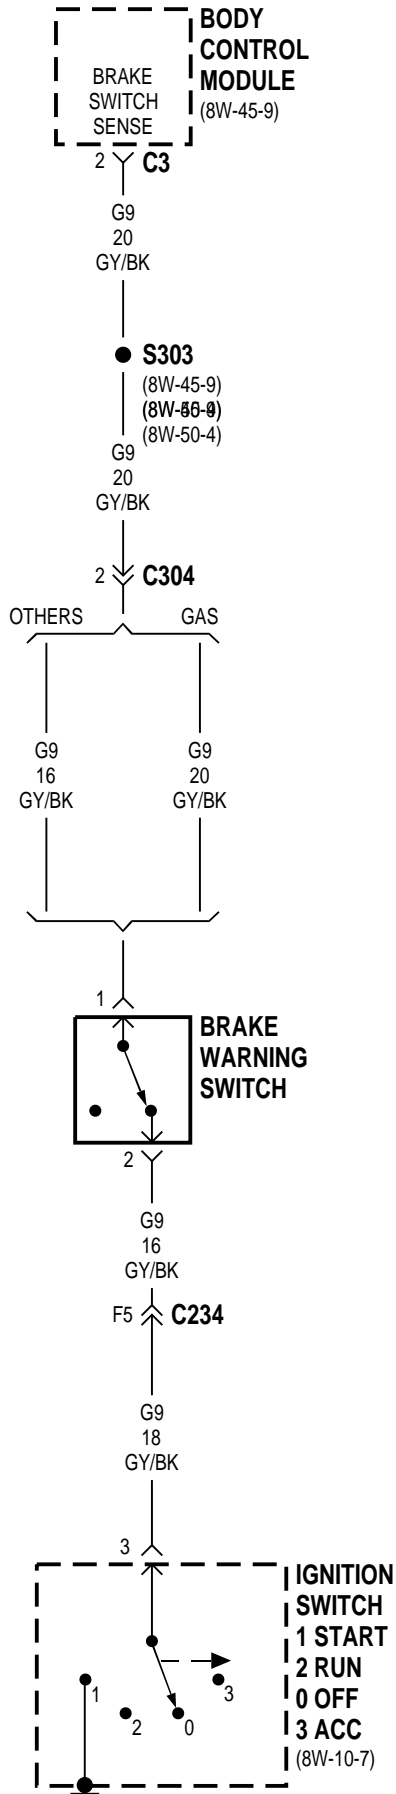 BODY
CONTROL
MODULE
(8W-45-9)
BRAKE
SWITCH
SENSE
2
C3
G9
20
GY/BK
S303
(8W-45-9)
(8W-50-4)
G9
20
GY/BK
2
C304
OTHERS
GAS
G9
16
GY/BK
G9
20
GY/BK
1
BRAKE
WARNING
SWITCH
2
G9
16
GY/BK
F5
C234
G9
18
GY/BK
3
IGNITION
SWITCH
1 START
2 RUN
0 OFF
3 ACC
(8W-10-7)
1
2
0
3